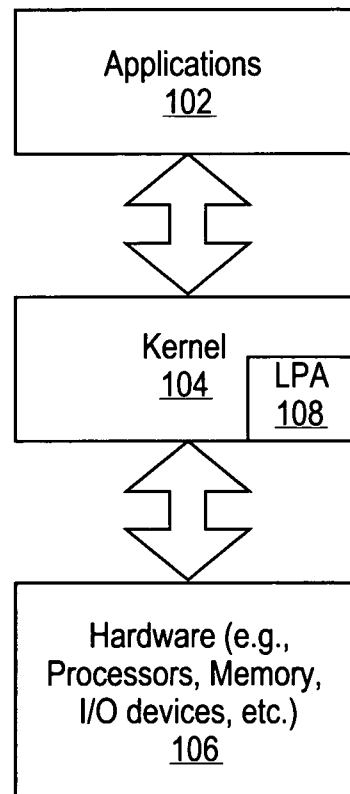 Applications
102
Kernel
104
LPA
108
Hardware (e.g.,
Processors, Memory,
I/O devices, etc.)
106